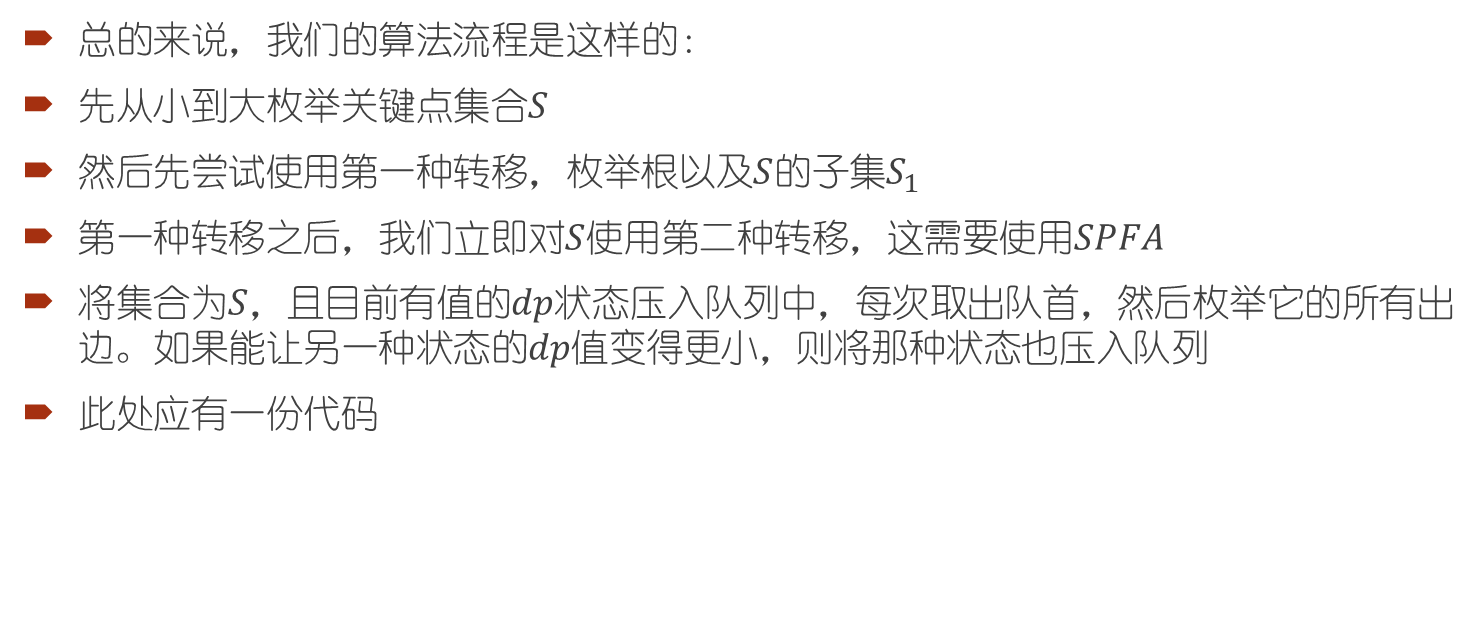 总的来说，我们的算法流程是这样的：
先从小到大枚举关键点集合S
然后先尝试使用第一种转移，枚举根以及S的子集S₁
第一种转移之后，我们立即对S使用第二种转移，这需要使用SPFA
将集合为S，且目前有值的dp状态压入队列中，每次取出队首，然后枚举它的所有出
边。如果能让另一种状态的dp值变得更小，则将那种状态也压入队列
此处应有一份代码